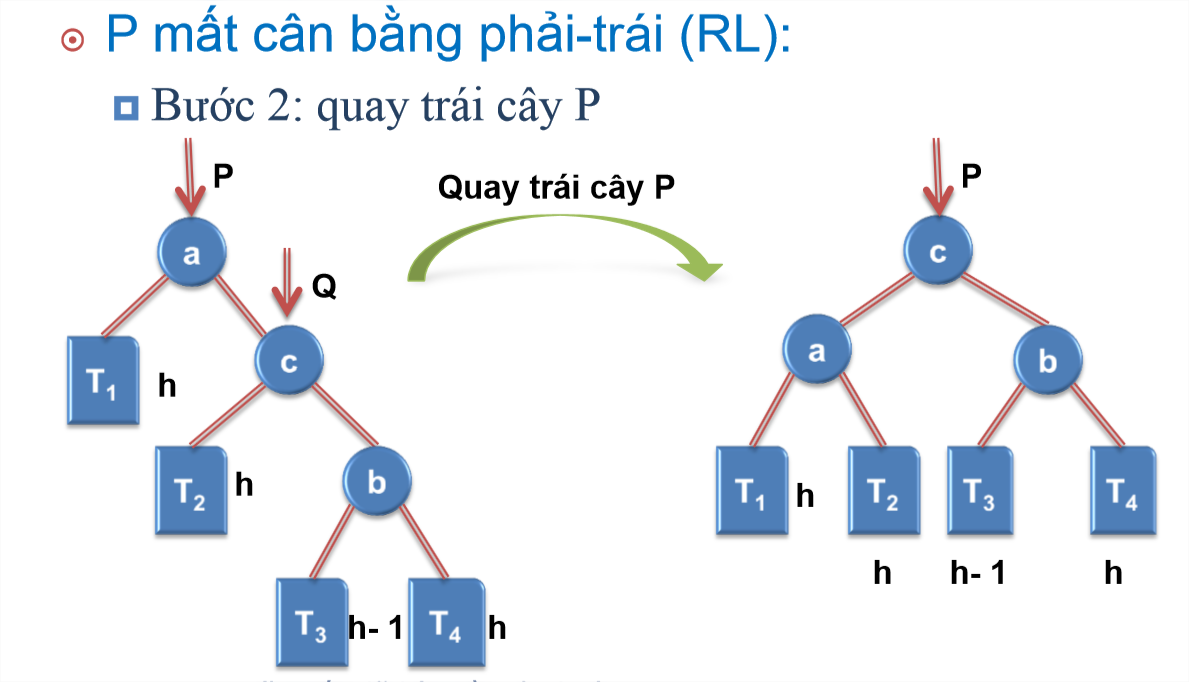 P mất cân bằng phải-trái (RL):
Bước 2: quay trái cây P
P
Quay trái cây P
P
a
Q
c
c
a
b
T1
h
T2
h
b
T1
h
T2
T3
T4
h
h- 1
h
T3
h- 1
T4
h